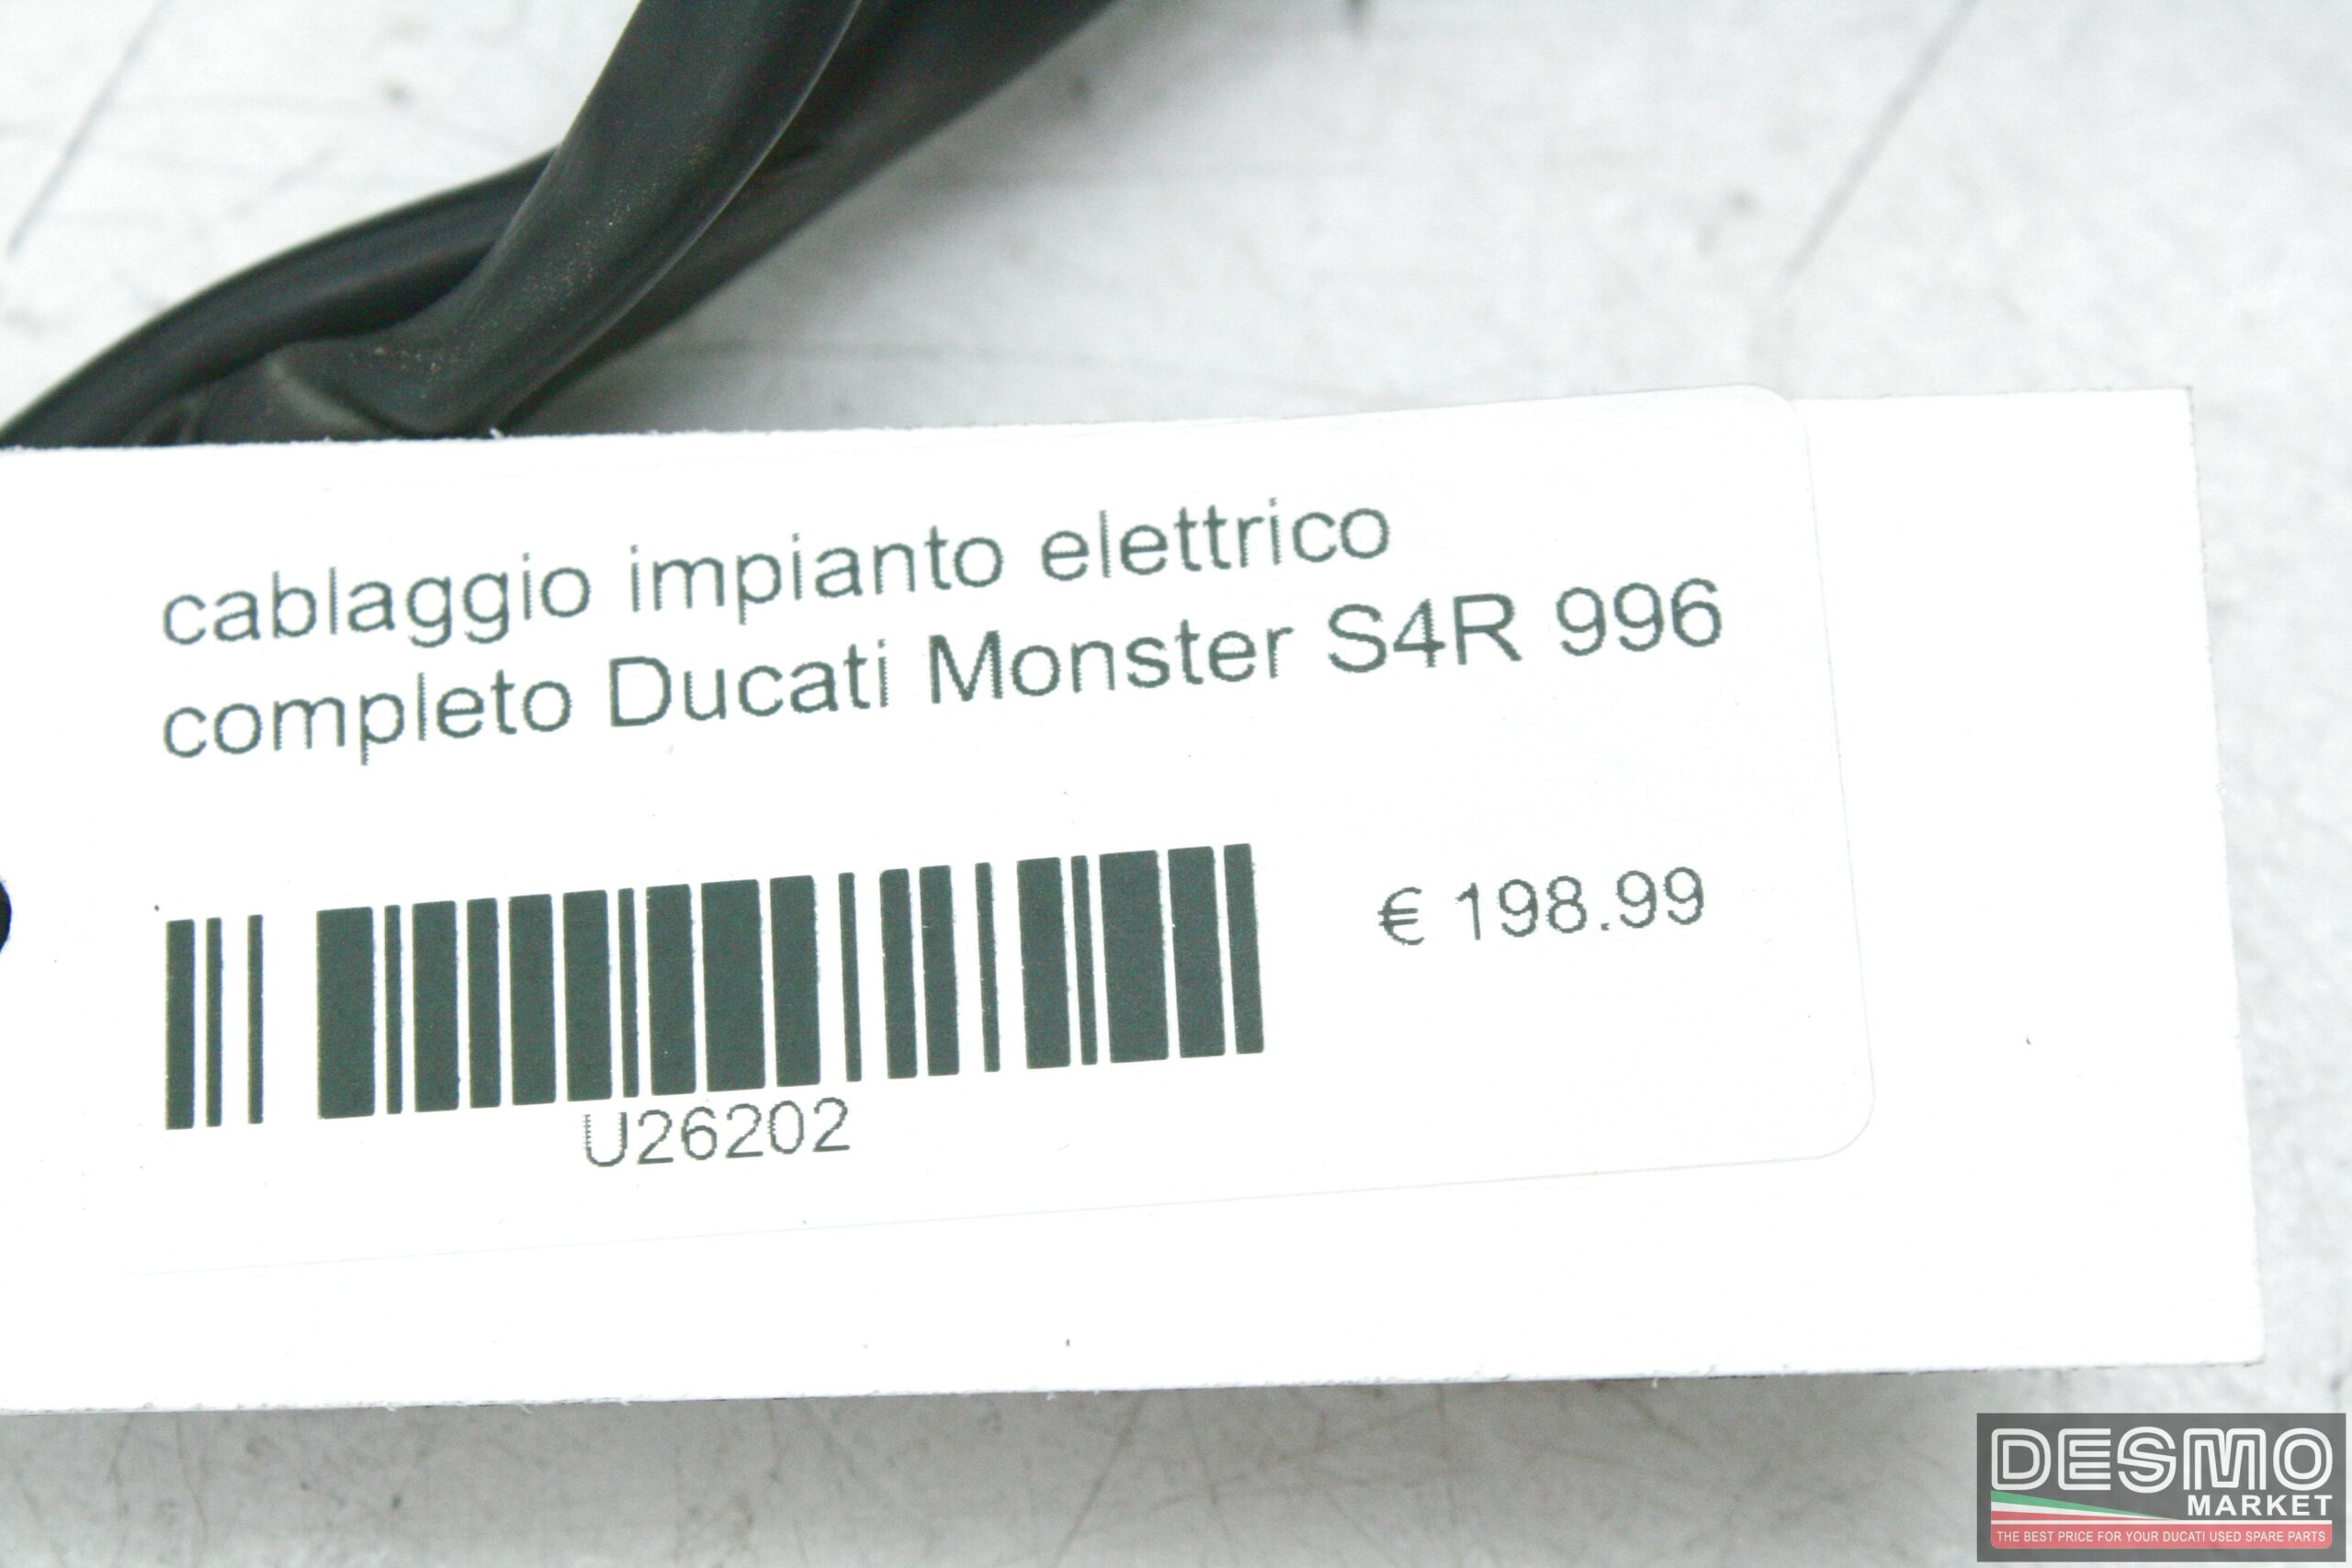 cablaggio impianto elettrico
completo Ducati Monster S4R 996
€ 198.99
U26202
DESMO
MARKET
THE BEST PRICE FOR YOUR DUCATI USED SPARE PARTS